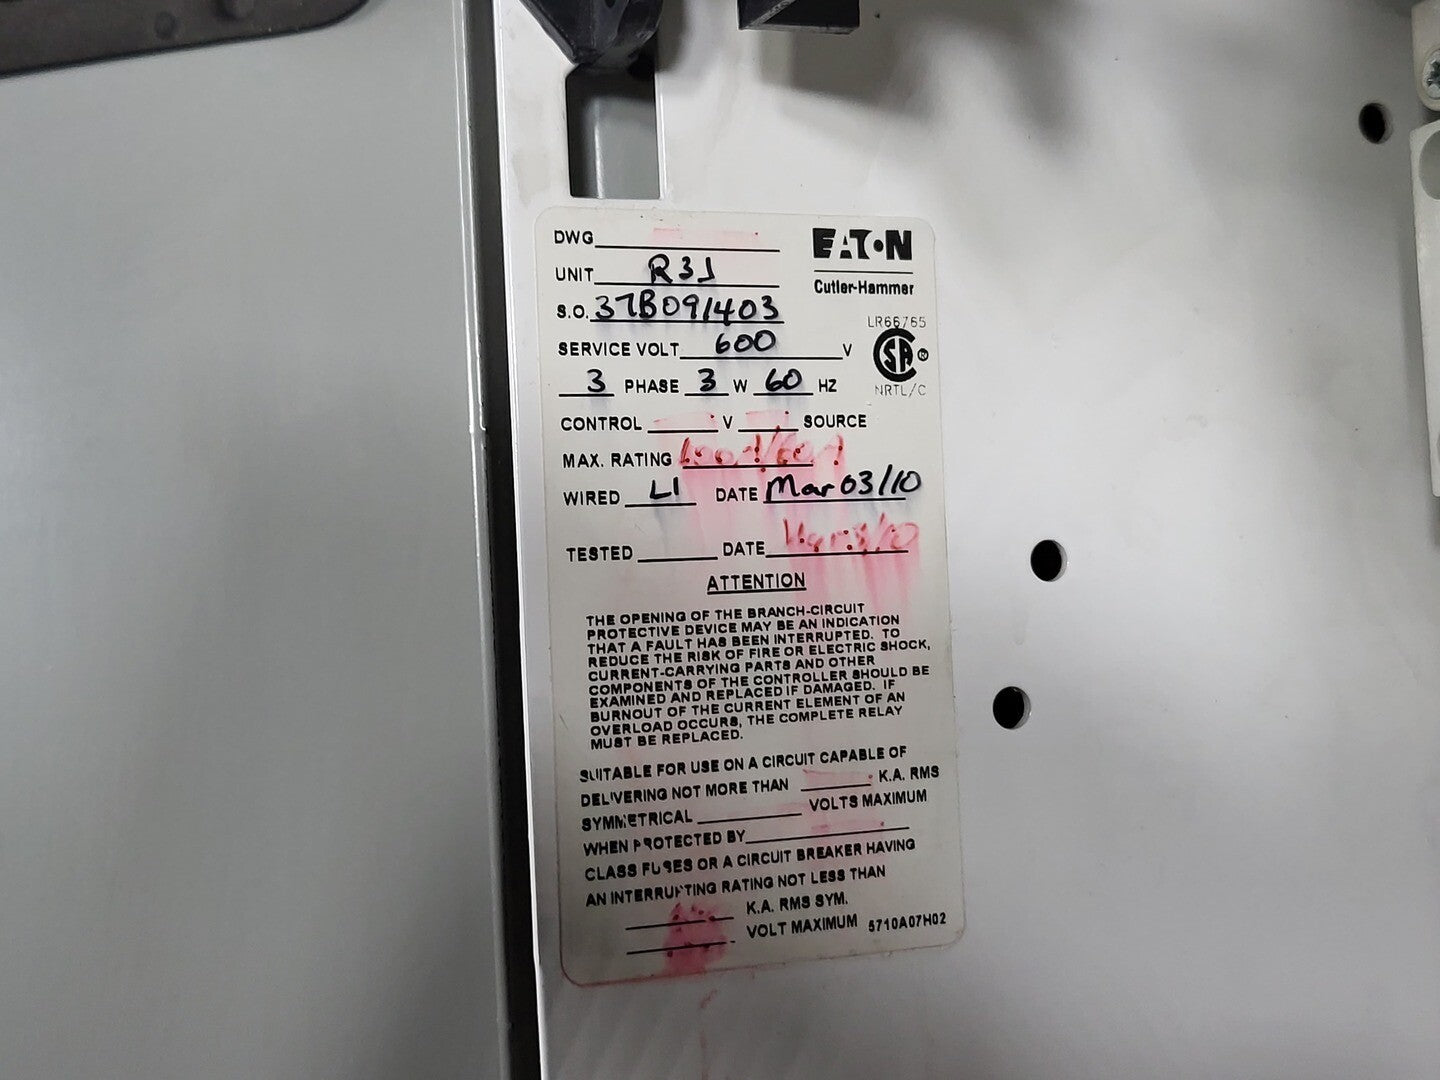 DWG
EATON
UNIT R3J
Cutler-Hammer
S.O. 37B091403
LR66765
SERVICE VOLT 600 V
SA ®
3 PHASE 3 W 60 HZ
NRTL/C
CONTROL V SOURCE
MAX. RATING
WIRED LI DATE Mar 03/10
TESTED DATE
ATTENTION
THE OPENING OF THE BRANCH-CIRCUIT
PROTECTIVE DEVICE MAY BE AN INDICATION
THAT A FAULT HAS BEEN INTERRUPTED. TO
REDUCE THE RISK OF FIRE OR ELECTRIC SHOCK,
CURRENT-CARRYING PARTS AND OTHER
COMPONENTS OF THE CONTROLLER SHOULD BE
EXAMINED AND REPLACED IF DAMAGED. IF
BURNOUT OF THE CURRENT ELEMENT OF AN
OVERLOAD OCCURS, THE COMPLETE RELAY
MUST BE REPLACED.
SUITABLE FOR USE ON A CIRCUIT CAPABLE OF
DELIVERING NOT MORE THAN K.A. RMS
SYMMETRICAL VOLTS MAXIMUM
WHEN PROTECTED BY
CLASS FUSES OR A CIRCUIT BREAKER HAVING
AN INTERRUPTING RATING NOT LESS THAN
K.A. RMS SYM.
VOLT MAXIMUM 5710A07H02